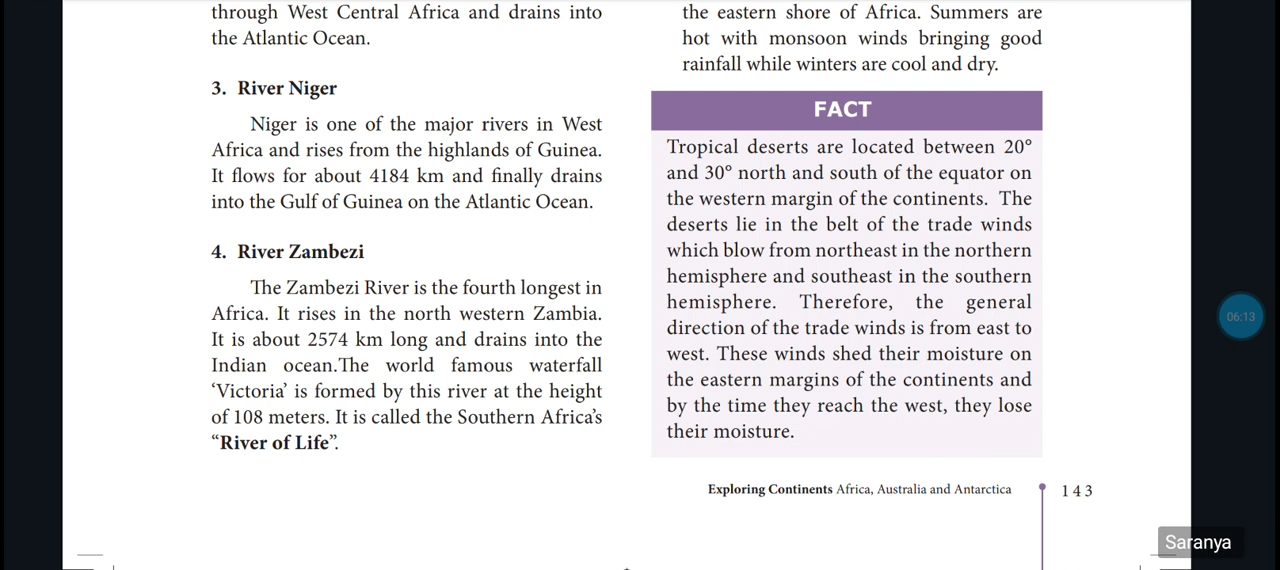 through West Central Africa and drains into
the Atlantic Ocean.
3. River Niger
Niger is one of the major rivers in West
Africa and rises from the highlands of Guinea.
It flows for about 4184 km and finally drains
into the Gulf of Guinea on the Atlantic Ocean.
4. River Zambezi
The Zambezi River is the fourth longest in
Africa. It rises in the north western Zambia.
It is about 2574 km long and drains into the
Indian ocean.The world famous waterfall
‘Victoria’ is formed by this river at the height
of 108 meters. It is called the Southern Africa’s
“River of Life”.
the eastern shore of Africa. Summers are
hot with monsoon winds bringing good
rainfall while winters are cool and dry.
FACT
Tropical deserts are located between 20°
and 30° north and south of the equator on
the western margin of the continents. The
deserts lie in the belt of the trade winds
which blow from northeast in the northern
hemisphere and southeast in the southern
hemisphere. Therefore, the general
direction of the trade winds is from east to
west. These winds shed their moisture on
the eastern margins of the continents and
by the time they reach the west, they lose
their moisture.
Exploring Continents Africa, Australia and Antarctica
143
06:13
Saranya